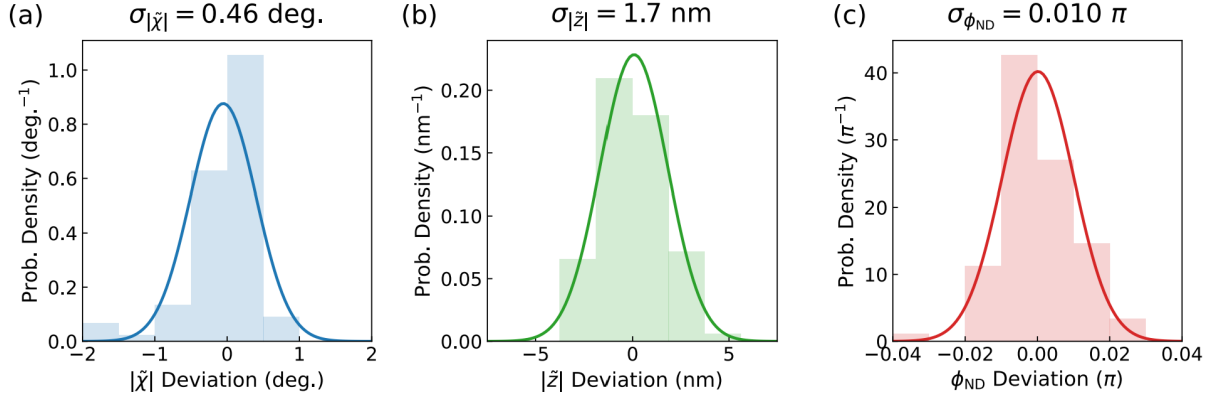 (a) σ|χ̃| = 0.46 deg.
Prob. Density (deg.⁻¹)
1.0
0.8
0.6
0.4
0.2
0.0
−2 −1 0 1 2
|χ̃| Deviation (deg.)
(b) σ|z̃| = 1.7 nm
Prob. Density (nm⁻¹)
0.20
0.15
0.10
0.05
0.00
−5 0 5
|z̃| Deviation (nm)
(c) σϕND = 0.010 π
Prob. Density (π⁻¹)
40
30
20
10
0
−0.04 −0.02 0.00 0.02 0.04
ϕND Deviation (π)